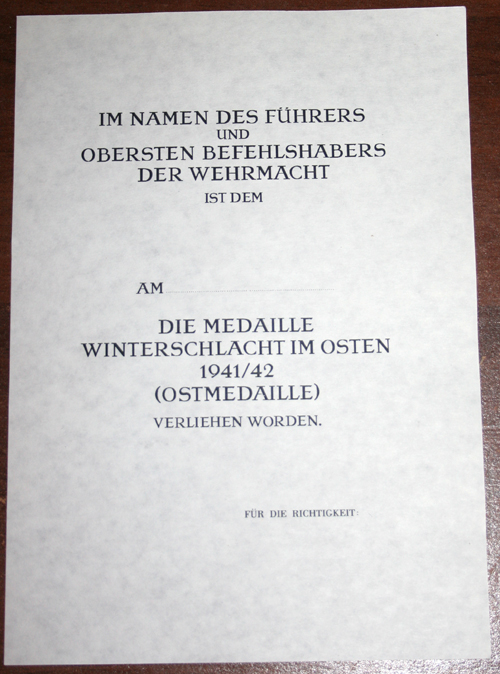 IM NAMEN DES FÜHRERS
UND
OBERSTEN BEFEHLSHABERS
DER WEHRMACHT
IST DEM
AM
DIE MEDAILLE
WINTERSCHLACHT IM OSTEN
1941/42
(OSTMEDAILLE)
VERLIEHEN WORDEN.
FÜR DIE RICHTIGKEIT: